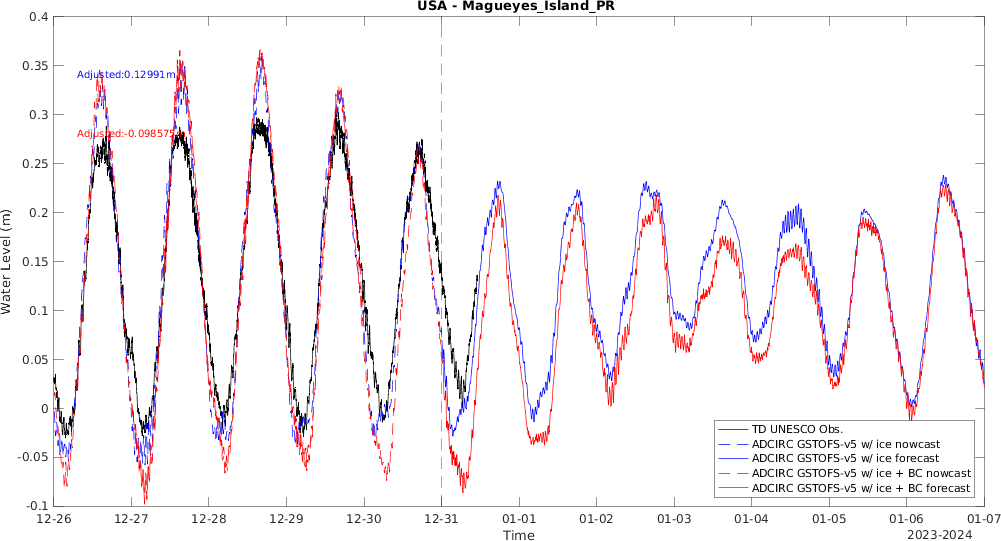 USA - Magueyes_Island_PR
0.4
0.35
0.3
0.25
0.2
0.15
0.1
0.05
0
-0.05
-0.1
Water Level (m)
Adjusted:0.12991m
Adjusted:-0.098575
TD UNESCO Obs.
ADCIRC GSTOFS-v5 w/ ice nowcast
ADCIRC GSTOFS-v5 w/ ice forecast
ADCIRC GSTOFS-v5 w/ ice + BC nowcast
ADCIRC GSTOFS-v5 w/ ice + BC forecast
12-26 12-27 12-28 12-29 12-30 12-31 01-01 01-02 01-03 01-04 01-05 01-06 01-07
Time
2023-2024